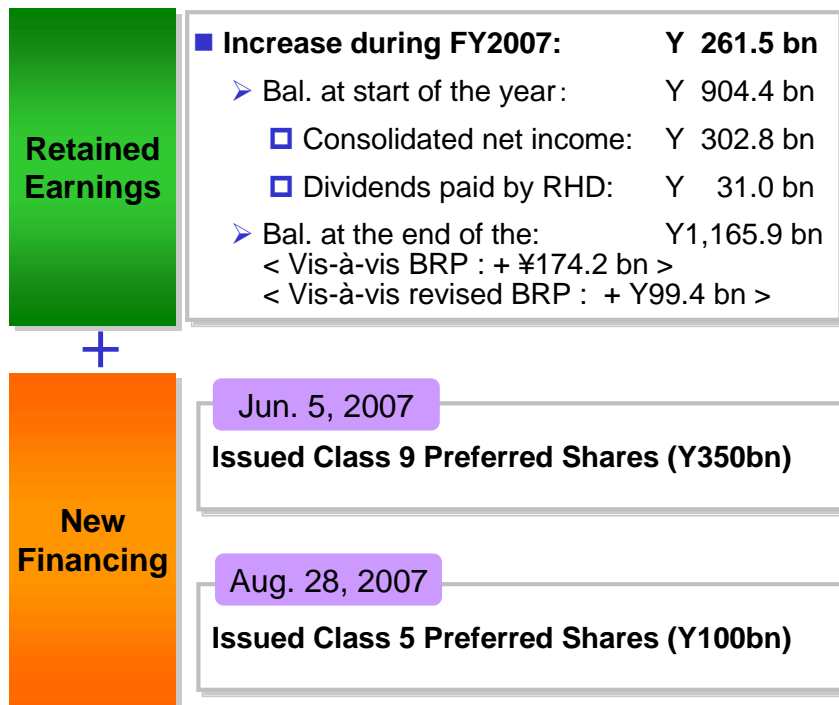 Retained
Earnings
Increase during FY2007: Y 261.5 bn
Bal. at start of the year: Y 904.4 bn
Consolidated net income: Y 302.8 bn
Dividends paid by RHD: Y 31.0 bn
Bal. at the end of the: Y1,165.9 bn
< Vis-à-vis BRP : + ¥174.2 bn >
< Vis-à-vis revised BRP : + Y99.4 bn >
+
New
Financing
Jun. 5, 2007
Issued Class 9 Preferred Shares (Y350bn)
Aug. 28, 2007
Issued Class 5 Preferred Shares (Y100bn)